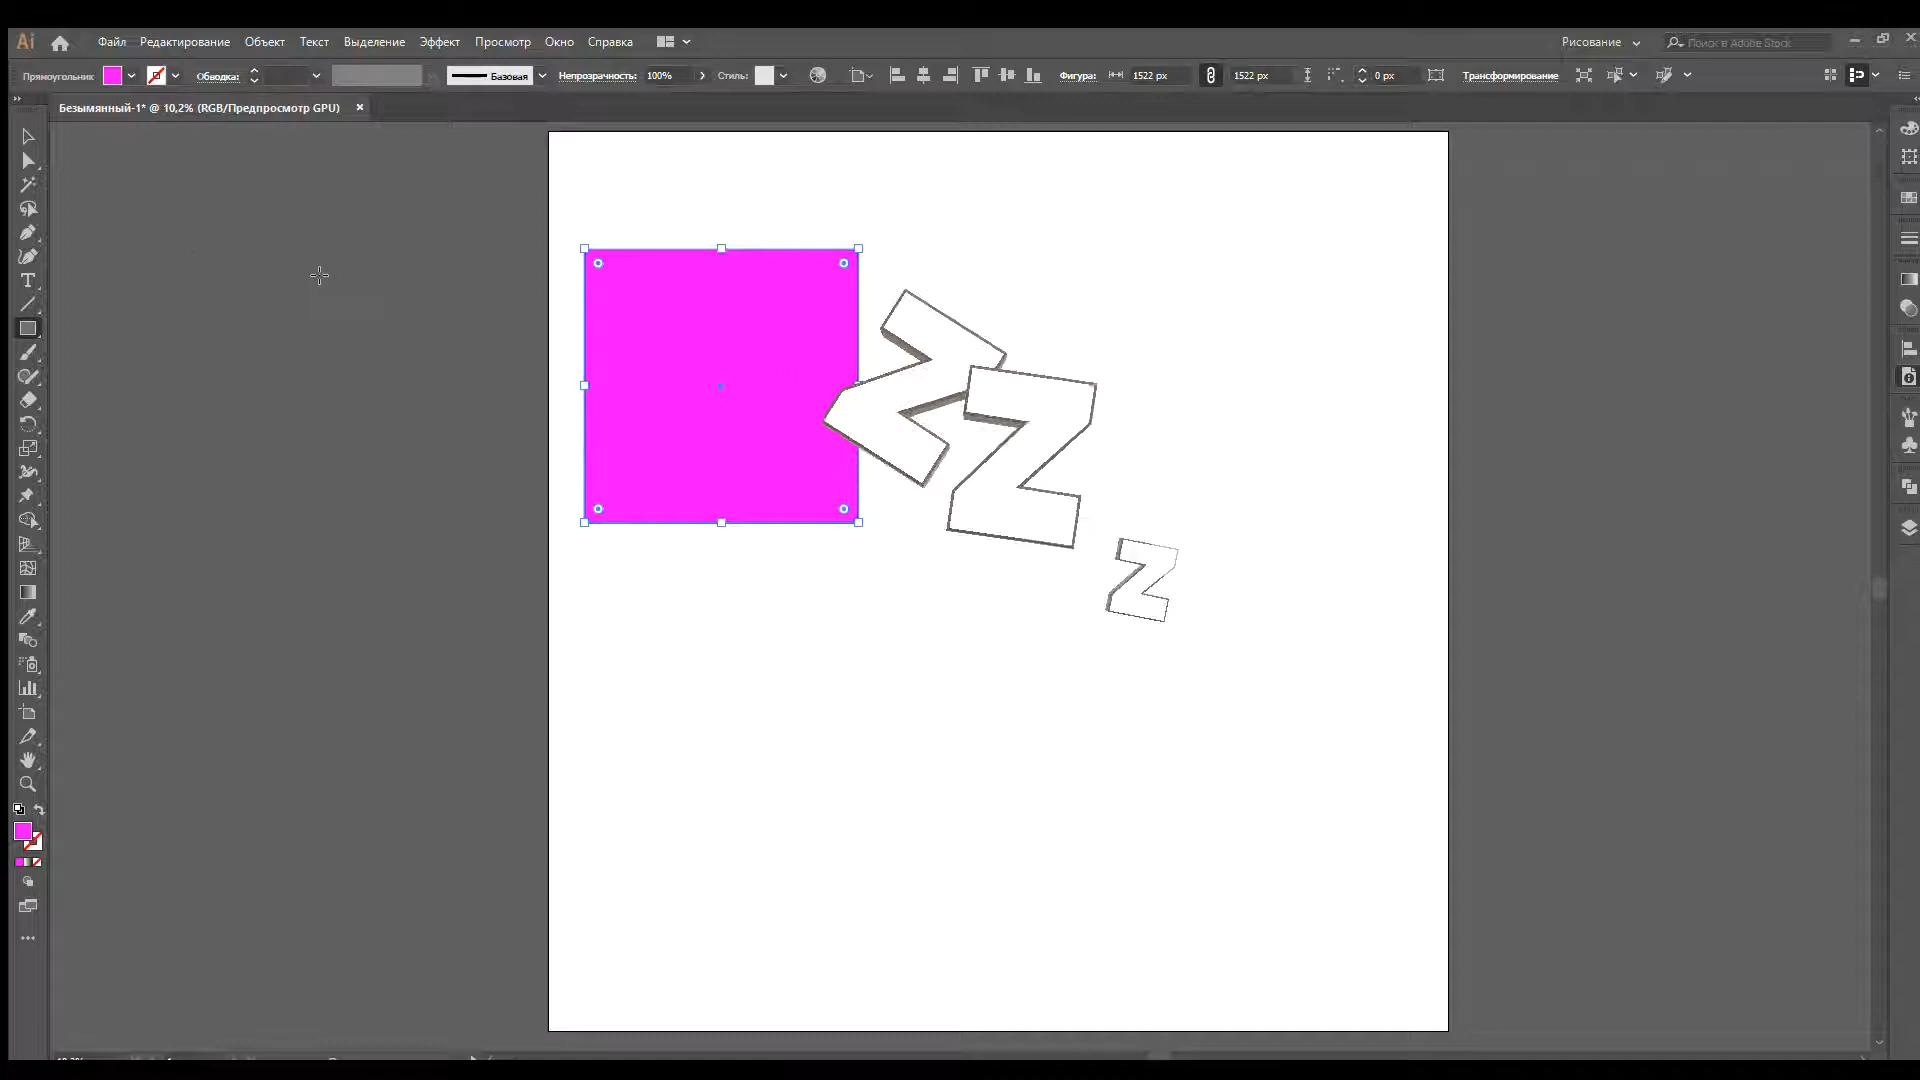 Ai Файл Редактирование Объект Текст Выделение Эффект Просмотр Окно Справка Рисование Поиск в Adobe Stock
Прямоугольник Обводка: Базовая Непрозрачность: 100% Стиль: Фигура: 1522 px 1522 px 0 px Трансформирование
Безымянный-1* @ 10,2% (RGB/Предпросмотр GPU) ×
Z
Z
Z